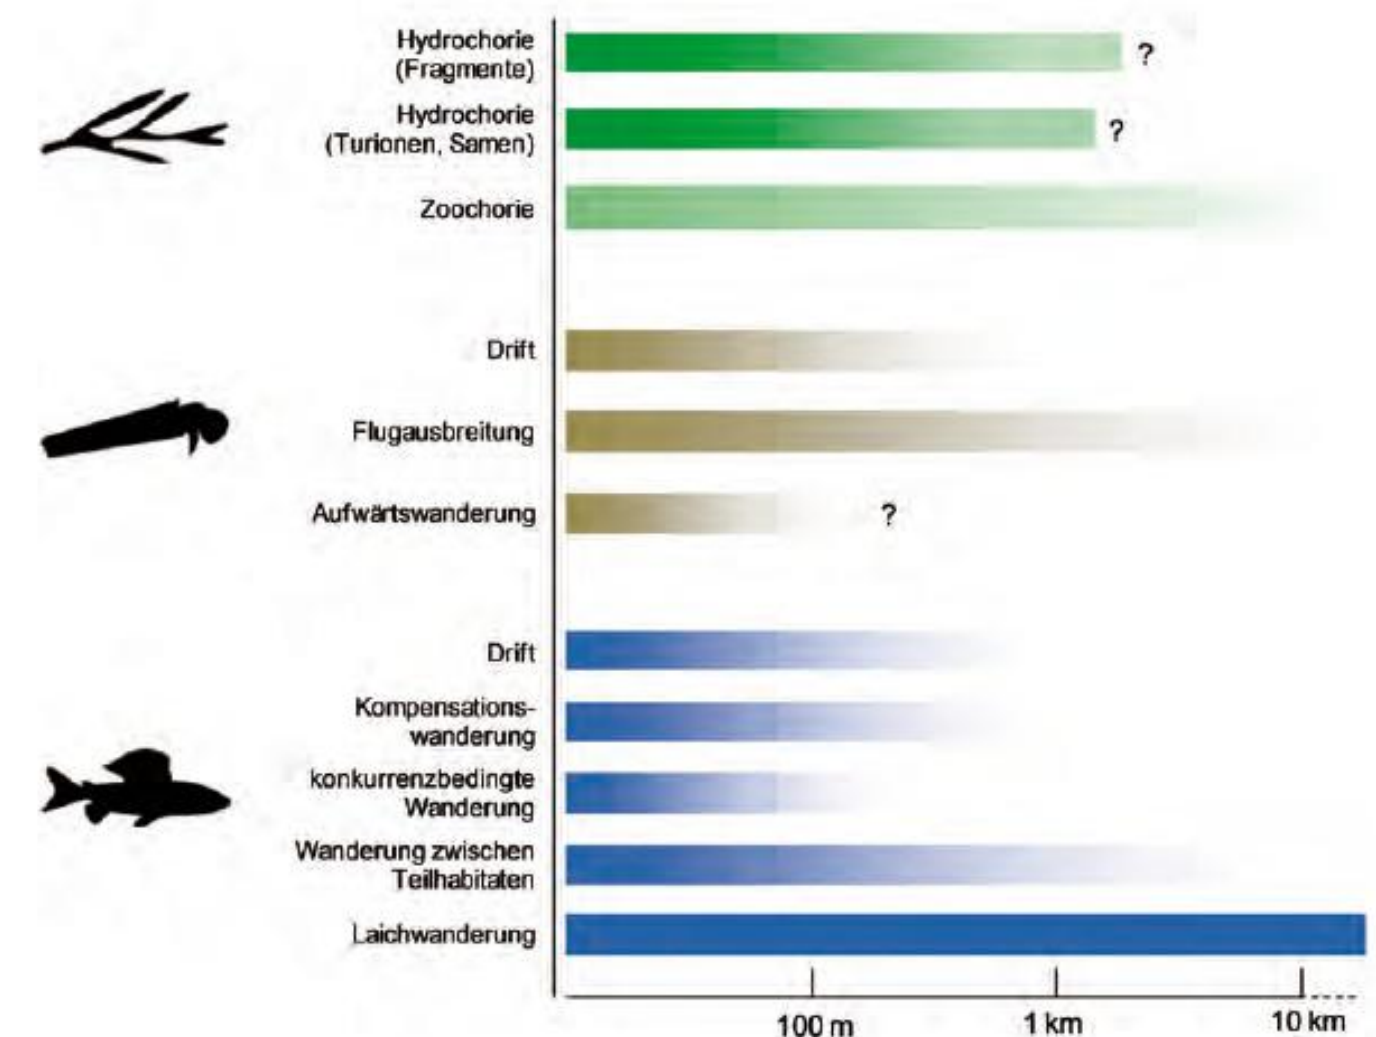 Hydrochorie
(Fragmente)
?
Hydrochorie
(Turionen, Samen)
?
Zoochorie
Drift
Flugausbreitung
Aufwärtswanderung
?
Drift
Kompensations-
wanderung
konkurrenzbedingte
Wanderung
Wanderung zwischen
Teilhabitaten
Laichwanderung
100 m
1 km
10 km